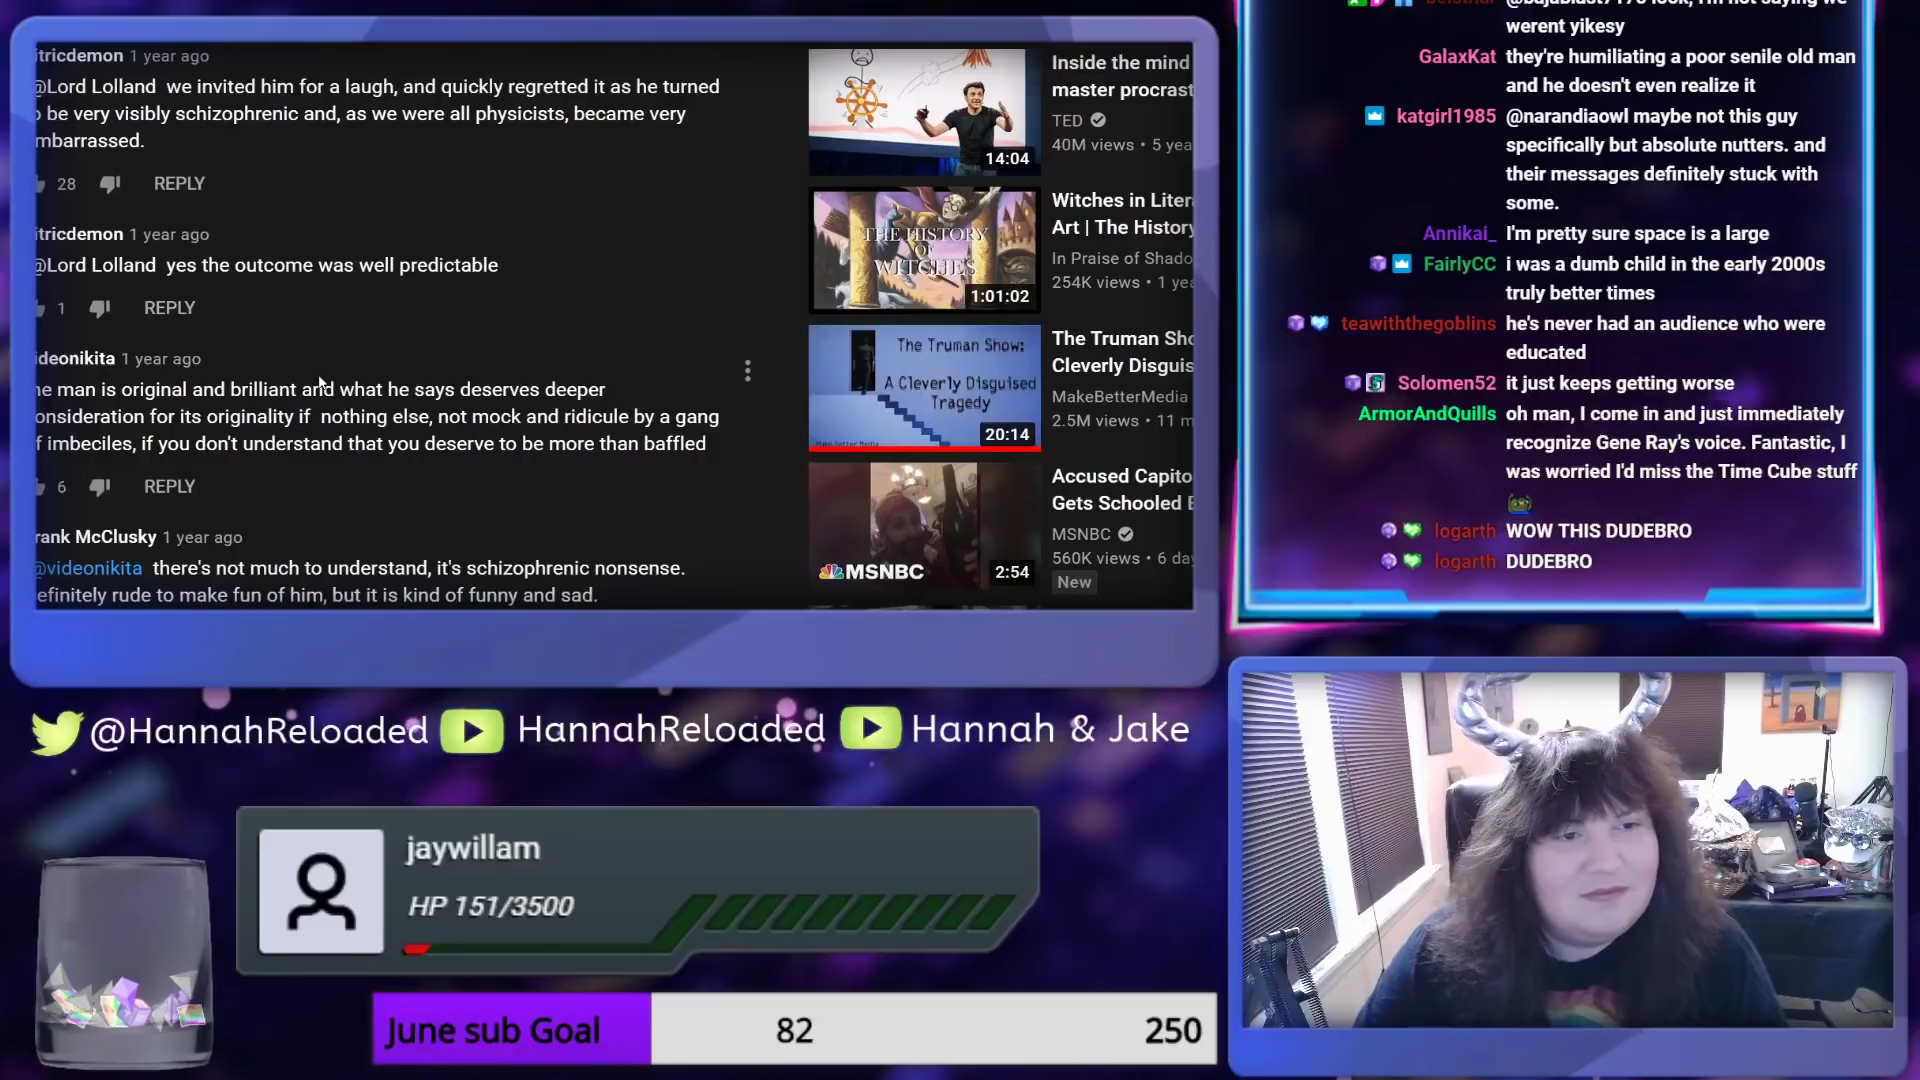 itricdemon 1 year ago
@Lord Lolland we invited him for a laugh, and quickly regretted it as he turned
o be very visibly schizophrenic and, as we were all physicists, became very
mbarrassed.
28 REPLY
itricdemon 1 year ago
@Lord Lolland yes the outcome was well predictable
1 REPLY
ideonikita 1 year ago
he man is original and brilliant and what he says deserves deeper
onsideration for its originality if nothing else, not mock and ridicule by a gang
f imbeciles, if you don't understand that you deserve to be more than baffled
6 REPLY
rank McClusky 1 year ago
@videonikita there's not much to understand, it's schizophrenic nonsense.
efinitely rude to make fun of him, but it is kind of funny and sad.
14:04
Inside the mind
master procrast
TED
40M views • 5 yea
THE HISTORY
OF
WITCHES
1:01:02
Witches in Liter
Art | The History
In Praise of Shado
254K views • 1 yea
The Truman Show:
A Cleverly Disguised
Tragedy
Make Better Media
20:14
The Truman Sho
Cleverly Disguis
MakeBetterMedia
2.5M views • 11 m
MSNBC
2:54
Accused Capito
Gets Schooled B
MSNBC
560K views • 6 day
New
werent yikesy
GalaxKat they're humiliating a poor senile old man
and he doesn't even realize it
katgirl1985 @narandiaowl maybe not this guy
specifically but absolute nutters. and
their messages definitely stuck with
some.
Annikai_ I'm pretty sure space is a large
FairlyCC i was a dumb child in the early 2000s
truly better times
teawiththegoblins he's never had an audience who were
educated
Solomen52 it just keeps getting worse
ArmorAndQuills oh man, I come in and just immediately
recognize Gene Ray's voice. Fantastic, I
was worried I'd miss the Time Cube stuff
logarth WOW THIS DUDEBRO
logarth DUDEBRO
@HannahReloaded HannahReloaded Hannah & Jake
jaywillam
HP 151/3500
June sub Goal 82 250